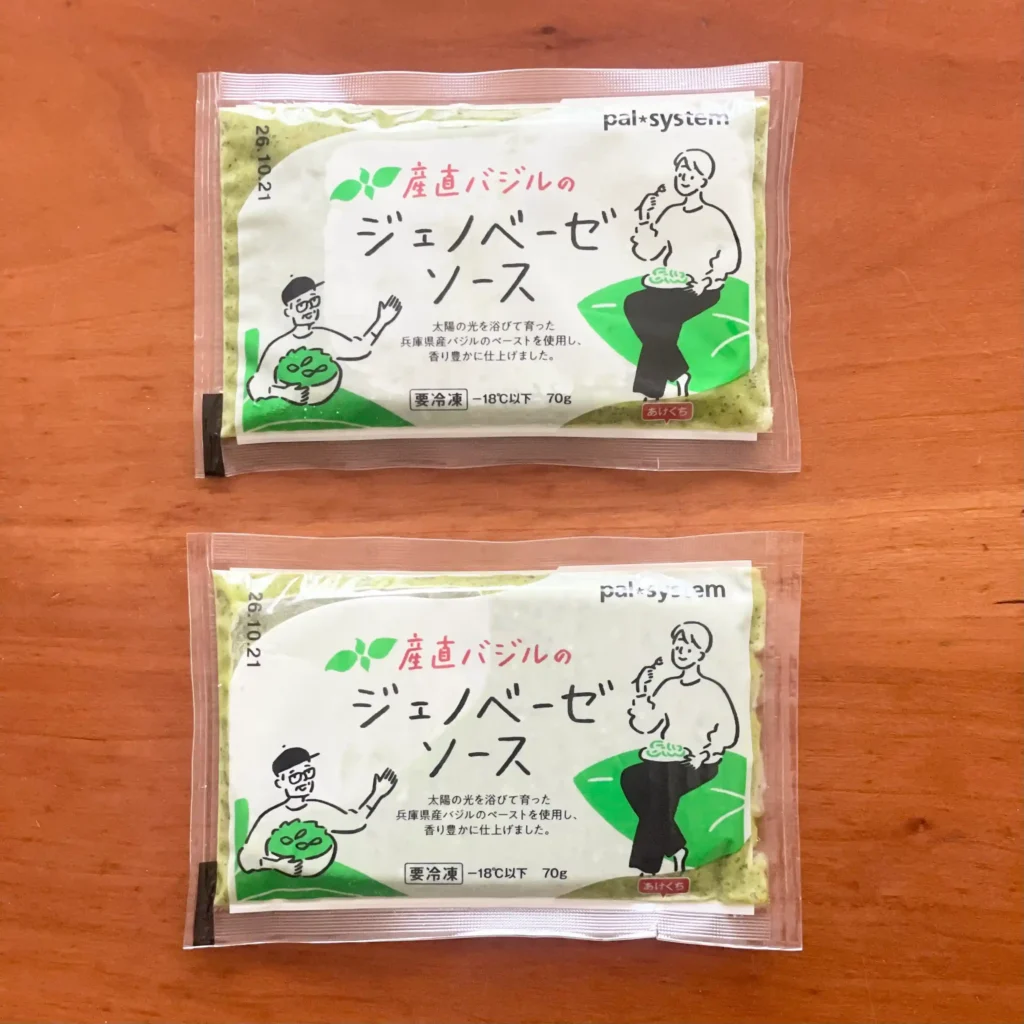 pal★system
26.10.21
産直バジルの
ジェノベーゼ
ソース
太陽の光を浴びて育った
兵庫県産バジルのペーストを使用し、
香り豊かに仕上げました。
要冷凍 −18℃以下 70g
あけくち
pal★system
26.10.21
産直バジルの
ジェノベーゼ
ソース
太陽の光を浴びて育った
兵庫県産バジルのペーストを使用し、
香り豊かに仕上げました。
要冷凍 −18℃以下 70g
あけくち